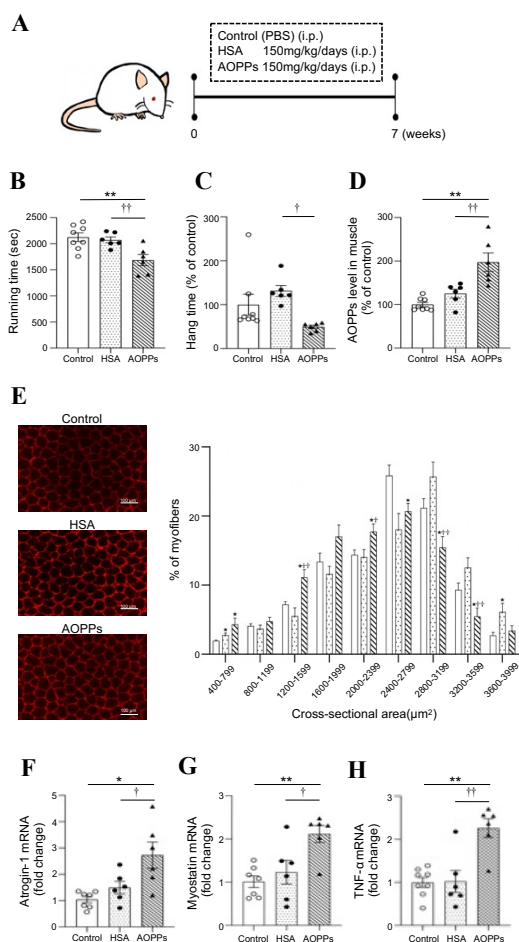 A
Control (PBS) (i.p.)
HSA 150mg/kg/days (i.p.)
AOPPs 150mg/kg/days (i.p.)
0
7 (weeks)
B
**
††
Running time (sec)
2500
2000
1500
1000
500
0
Control
HSA
AOPPs
C
†
Hang time (% of control)
300
200
100
0
Control
HSA
AOPPs
D
**
††
AOPPs level in muscle
(% of control)
300
200
100
0
Control
HSA
AOPPs
E
Control
100 µm
HSA
100 µm
AOPPs
100 µm
% of myofibers
30
20
10
0
*
*
*††
*†
*
*††
*††
*
400-799
800-1199
1200-1599
1600-1999
2000-2399
2400-2799
2800-3199
3200-3599
3600-3999
Cross-sectional area(µm²)
F
*
†
Atrogin-1 mRNA
(fold change)
5
4
3
2
1
0
Control
HSA
AOPPs
G
**
†
Myostatin mRNA
(fold change)
3
2
1
0
Control
HSA
AOPPs
H
**
††
TNF-α mRNA
(fold change)
3
2
1
0
Control
HSA
AOPPs